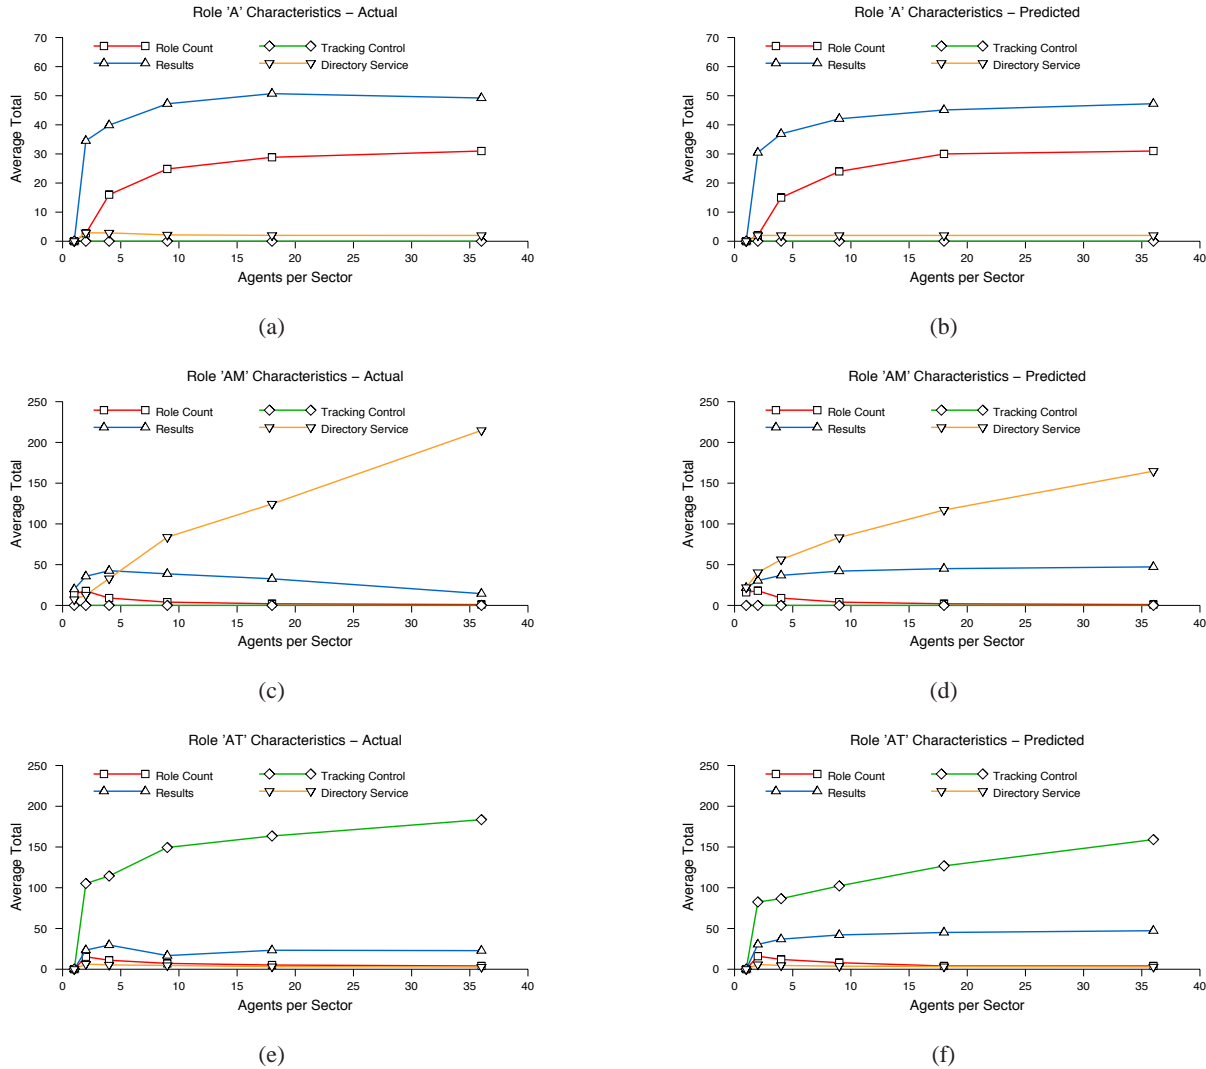 Role 'A' Characteristics – Actual
70
60
50
40
30
20
10
0
Average Total
Role Count
Results
Tracking Control
Directory Service
0 5 10 15 20 25 30 35 40
Agents per Sector
(a)
Role 'A' Characteristics – Predicted
70
60
50
40
30
20
10
0
Average Total
Role Count
Results
Tracking Control
Directory Service
0 5 10 15 20 25 30 35 40
Agents per Sector
(b)
Role 'AM' Characteristics – Actual
250
200
150
100
50
0
Average Total
Role Count
Results
Tracking Control
Directory Service
0 5 10 15 20 25 30 35 40
Agents per Sector
(c)
Role 'AM' Characteristics – Predicted
250
200
150
100
50
0
Average Total
Role Count
Results
Tracking Control
Directory Service
0 5 10 15 20 25 30 35 40
Agents per Sector
(d)
Role 'AT' Characteristics – Actual
250
200
150
100
50
0
Average Total
Role Count
Results
Tracking Control
Directory Service
0 5 10 15 20 25 30 35 40
Agents per Sector
(e)
Role 'AT' Characteristics – Predicted
250
200
150
100
50
0
Average Total
Role Count
Results
Tracking Control
Directory Service
0 5 10 15 20 25 30 35 40
Agents per Sector
(f)